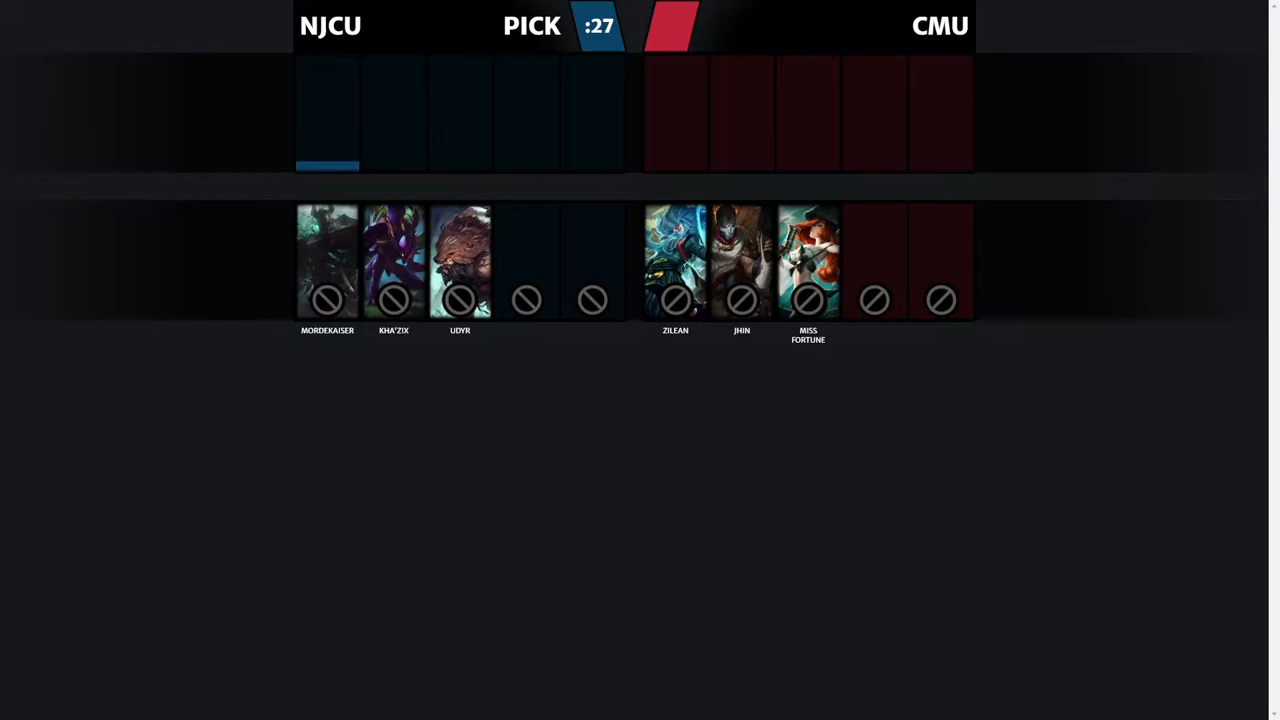 NJCU
PICK
:27
CMU
MORDEKAISER
KHA'ZIX
UDYR
ZILEAN
JHIN
MISS
FORTUNE